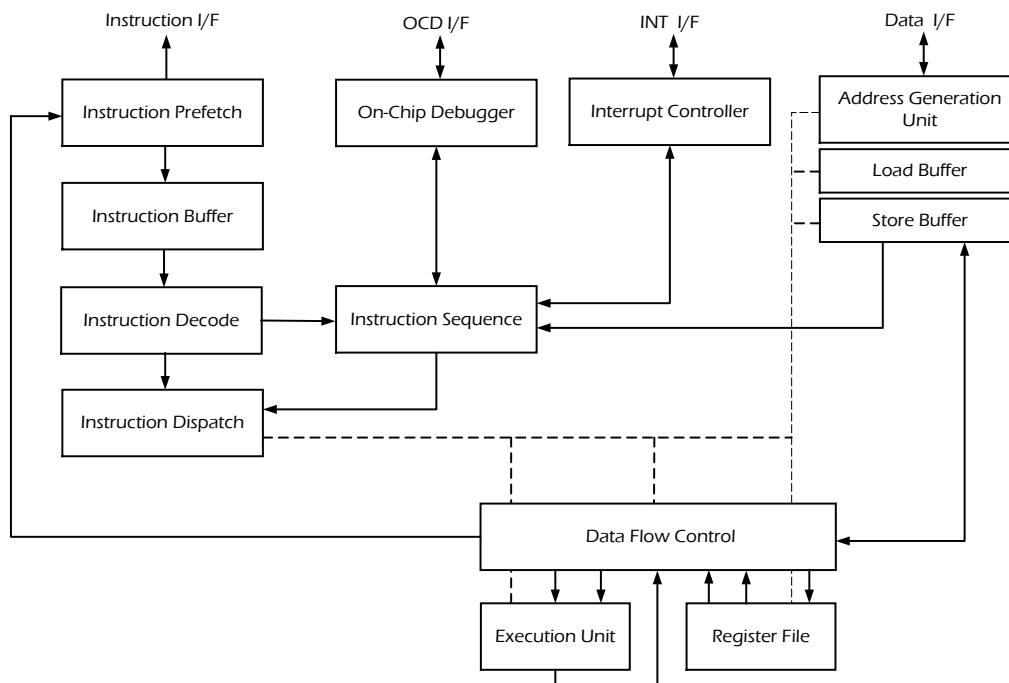 Instruction I/F
OCD I/F
INT I/F
Data I/F
Instruction Prefetch
On-Chip Debugger
Interrupt Controller
Address Generation
Unit
Load Buffer
Instruction Buffer
Store Buffer
Instruction Decode
Instruction Sequence
Instruction Dispatch
Data Flow Control
Execution Unit
Register File